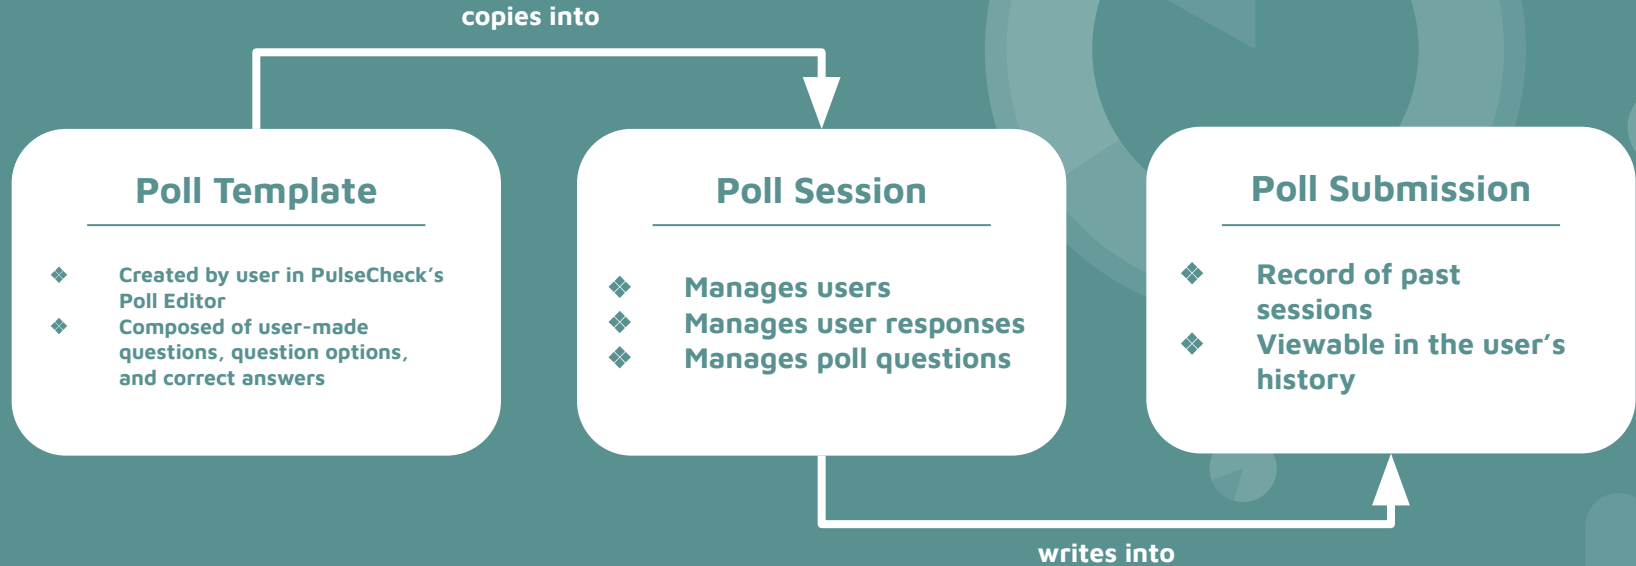 copies into
Poll Template
❖ Created by user in PulseCheck's
Poll Editor
❖ Composed of user-made
questions, question options,
and correct answers
Poll Session
❖ Manages users
❖ Manages user responses
❖ Manages poll questions
Poll Submission
❖ Record of past
sessions
❖ Viewable in the user's
history
writes into